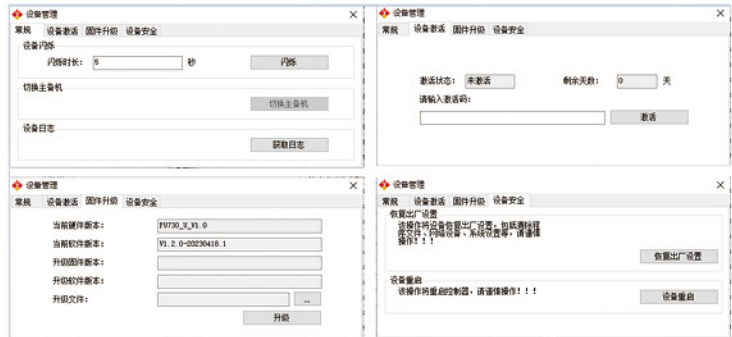 设备管理
常规 设备激活 固件升级 设备安全
设备闪烁
闪烁时长： 5 秒 闪烁
切换主备机
切换主备机
设备日志
获取日志
设备管理
常规 设备激活 固件升级 设备安全
激活状态： 未激活 剩余天数： 0 天
请输入激活码：
激活
设备管理
常规 设备激活 固件升级 设备安全
当前硬件版本： PU730_V_V1.0
当前软件版本： V1.2.0-20230418.1
升级固件版本：
升级软件版本：
升级文件： ...
升级
设备管理
常规 设备激活 固件升级 设备安全
恢复出厂设置
该操作将设备恢复出厂设置，包括清除程
序文件、网络设备、系统设置等，请谨慎
操作！！！
恢复出厂设置
设备重启
该操作将重启控制器，请谨慎操作！！！
设备重启